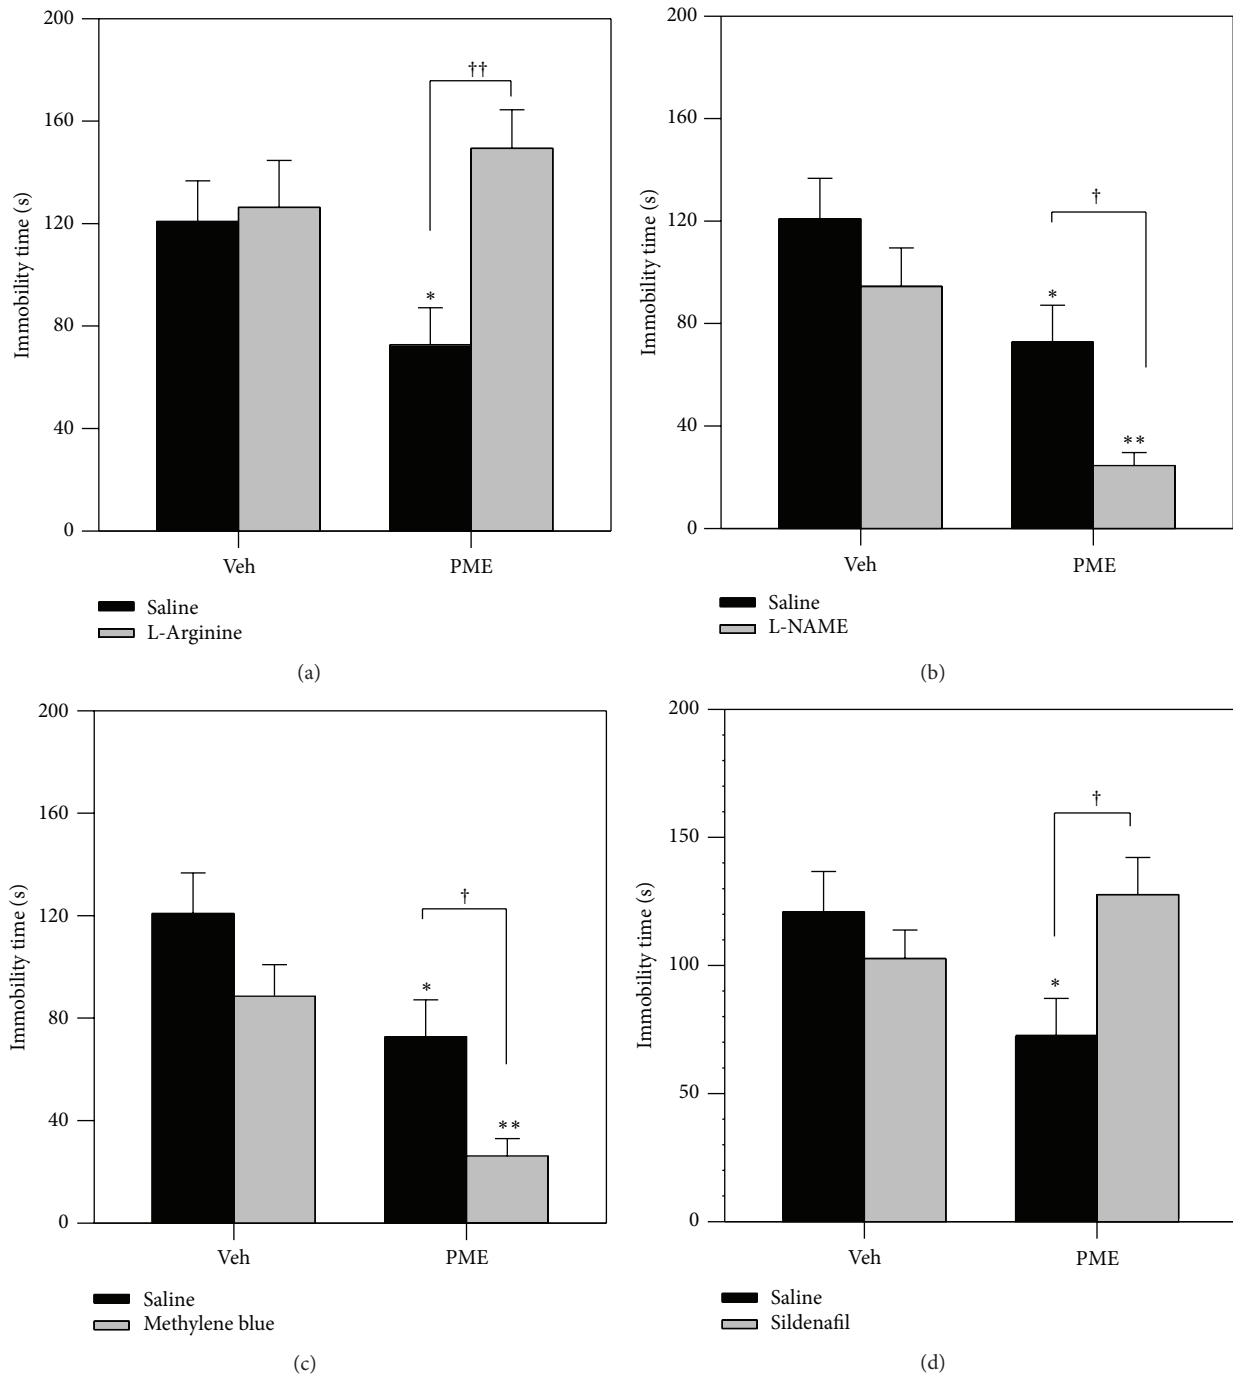 200
160
120
80
40
0
Immobility time (s)
††
*
Veh
PME
Saline
L-Arginine
(a)
200
160
120
80
40
0
Immobility time (s)
†
*
**
Veh
PME
Saline
L-NAME
(b)
200
160
120
80
40
0
Immobility time (s)
†
*
**
Veh
PME
Saline
Methylene blue
(c)
200
150
100
50
0
Immobility time (s)
†
*
Veh
PME
Saline
Sildenafil
(d)